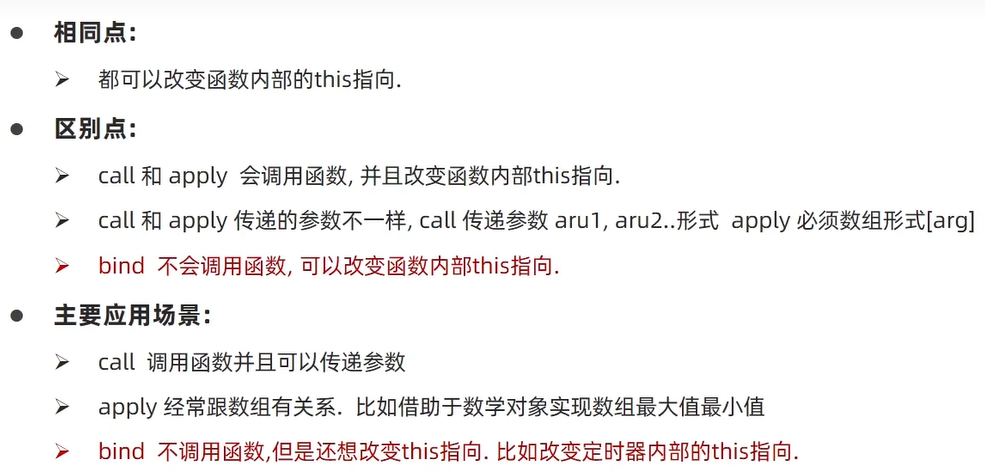 相同点:
都可以改变函数内部的this指向.
区别点:
call 和 apply 会调用函数, 并且改变函数内部this指向.
call 和 apply 传递的参数不一样, call 传递参数 aru1, aru2..形式 apply 必须数组形式[arg]
bind 不会调用函数, 可以改变函数内部this指向.
主要应用场景:
call 调用函数并且可以传递参数
apply 经常跟数组有关系. 比如借助于数学对象实现数组最大值最小值
bind 不调用函数,但是还想改变this指向. 比如改变定时器内部的this指向.